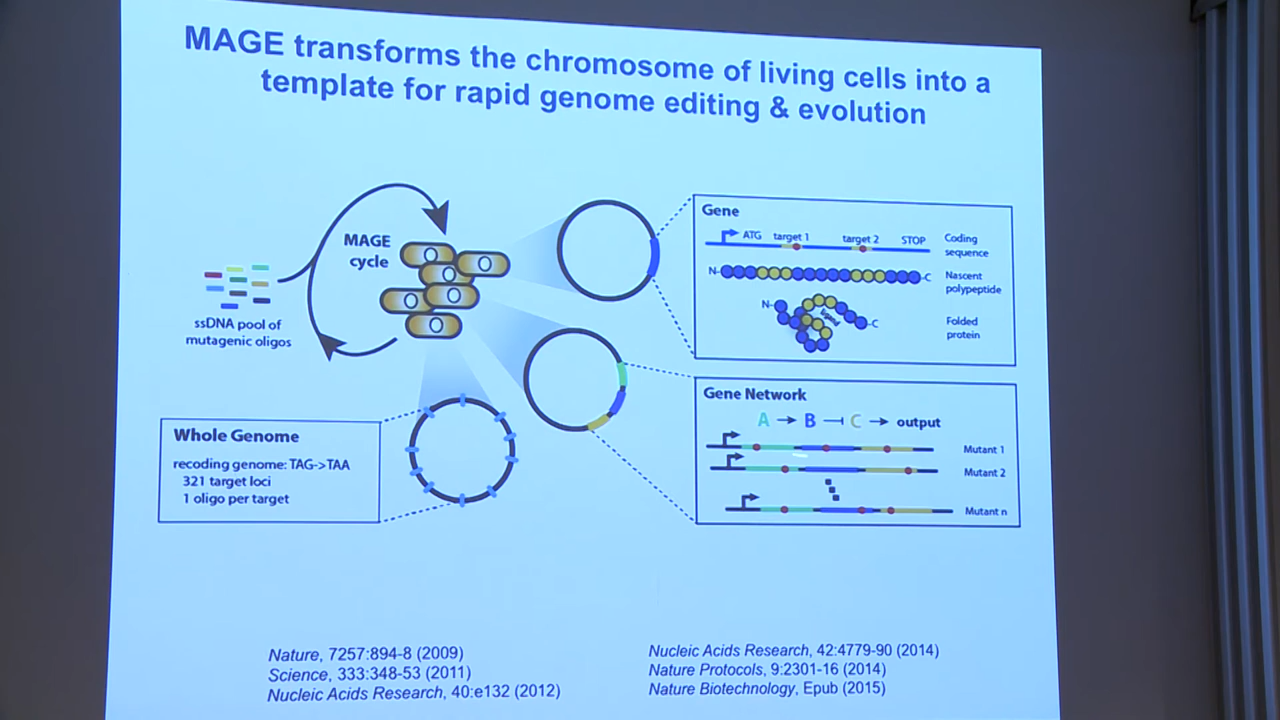 MAGE transforms the chromosome of living cells into a
template for rapid genome editing & evolution
MAGE
cycle
ssDNA pool of
mutagenic oligos
Gene
ATG target 1 target 2 STOP
Coding
sequence
N- -C
Nascent
polypeptide
N-
-C
ligand
Folded
protein
Whole Genome
recoding genome: TAG->TAA
321 target loci
1 oligo per target
Gene Network
A B C output
Mutant 1
Mutant 2
Mutant n
Nature, 7257:894-8 (2009)
Science, 333:348-53 (2011)
Nucleic Acids Research, 40:e132 (2012)
Nucleic Acids Research, 42:4779-90 (2014)
Nature Protocols, 9:2301-16 (2014)
Nature Biotechnology, Epub (2015)